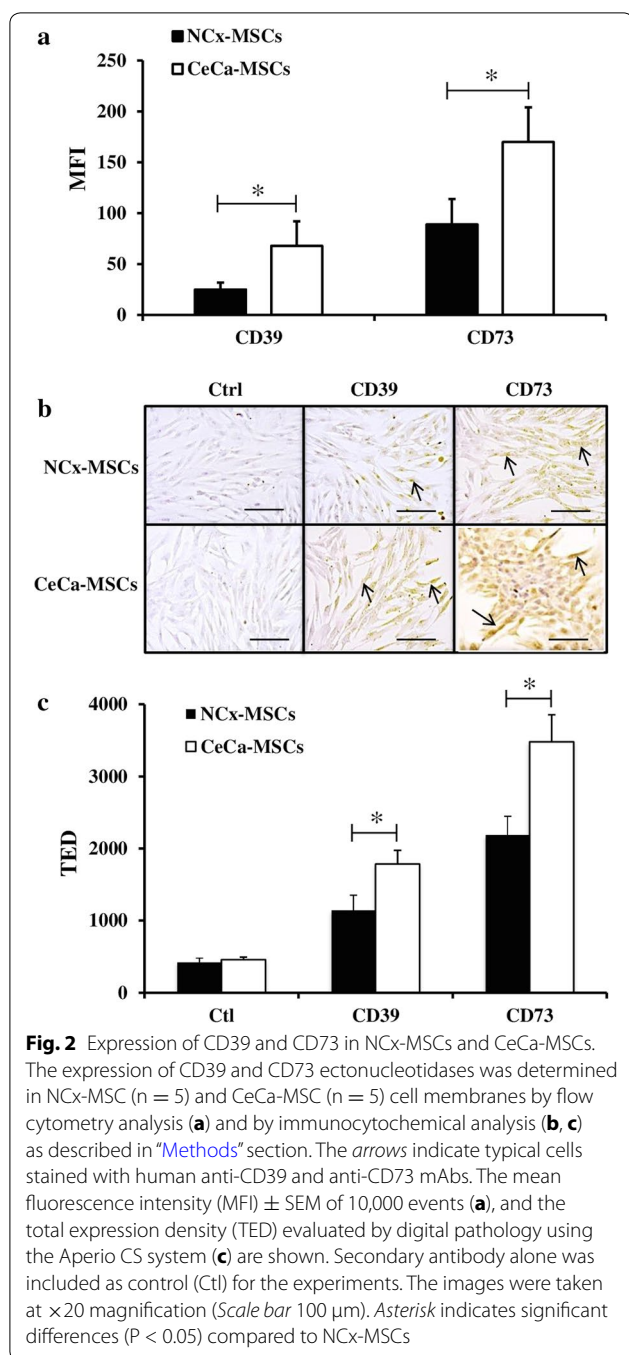 a
NCx-MSCs
CeCa-MSCs
MFI
250
200
150
100
50
0
*
*
CD39 CD73
b
Ctrl CD39 CD73
NCx-MSCs
CeCa-MSCs
c
NCx-MSCs
CeCa-MSCs
TED
4000
3000
2000
1000
0
*
*
Ctl CD39 CD73
Fig. 2 Expression of CD39 and CD73 in NCx-MSCs and CeCa-MSCs.
The expression of CD39 and CD73 ectonucleotidases was determined
in NCx-MSC (n = 5) and CeCa-MSC (n = 5) cell membranes by flow
cytometry analysis (a) and by immunocytochemical analysis (b, c)
as described in “Methods” section. The arrows indicate typical cells
stained with human anti-CD39 and anti-CD73 mAbs. The mean
fluorescence intensity (MFI) ± SEM of 10,000 events (a), and the
total expression density (TED) evaluated by digital pathology using
the Aperio CS system (c) are shown. Secondary antibody alone was
included as control (Ctl) for the experiments. The images were taken
at ×20 magnification (Scale bar 100 μm). Asterisk indicates significant
differences (P < 0.05) compared to NCx-MSCs